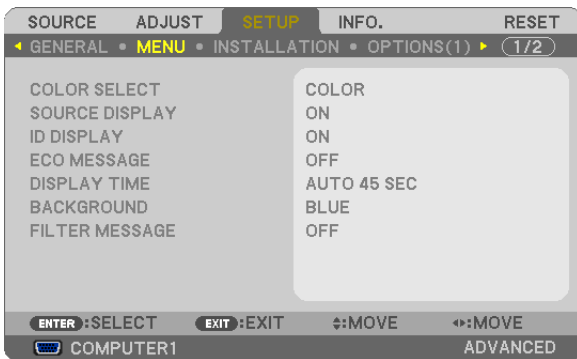 SOURCE ADJUST SETUP INFO. RESET
GENERAL • MENU • INSTALLATION • OPTIONS(1) 1/2
COLOR SELECT COLOR
SOURCE DISPLAY ON
ID DISPLAY ON
ECO MESSAGE OFF
DISPLAY TIME AUTO 45 SEC
BACKGROUND BLUE
FILTER MESSAGE OFF
ENTER :SELECT EXIT :EXIT :MOVE :MOVE
COMPUTER1 ADVANCED